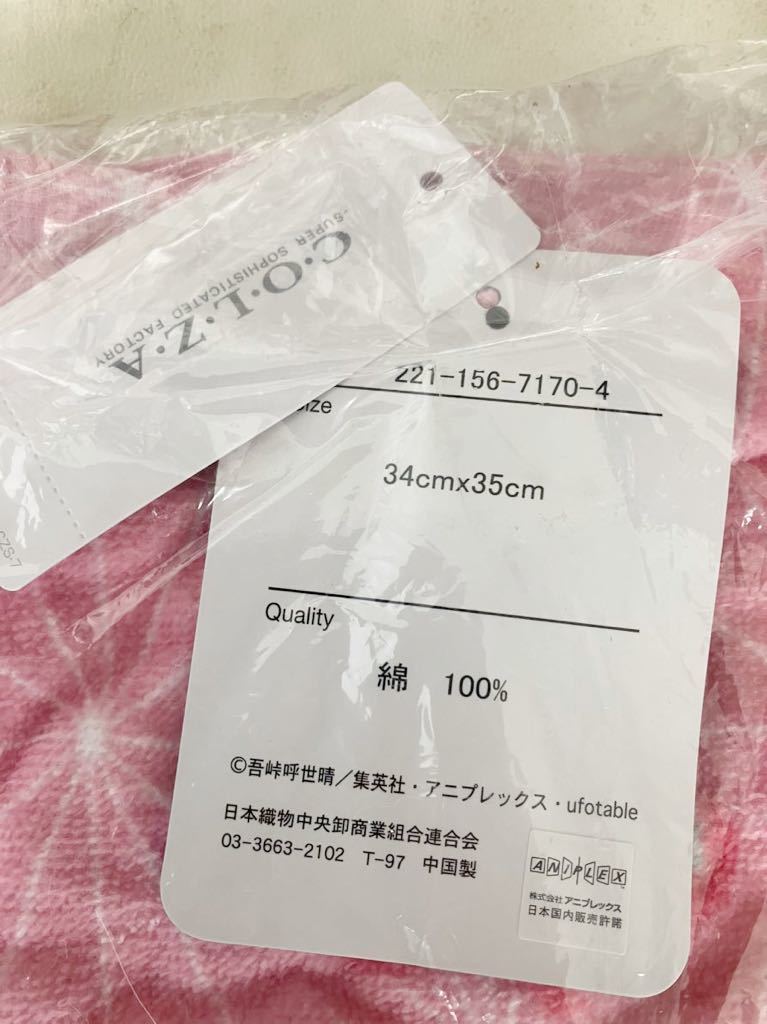 C・O・L・Z・A
-SUPER SOPHISTICATED FACTORY
CZS-7
221-156-7170-4
34cmx35cm
Quality
綿 100%
©吾峠呼世晴／集英社・アニプレックス・ufotable
日本織物中央卸商業組合連合会
03-3663-2102 T-97 中国製
ANIPLEX
株式会社 アニプレックス
日本国内販売許諾